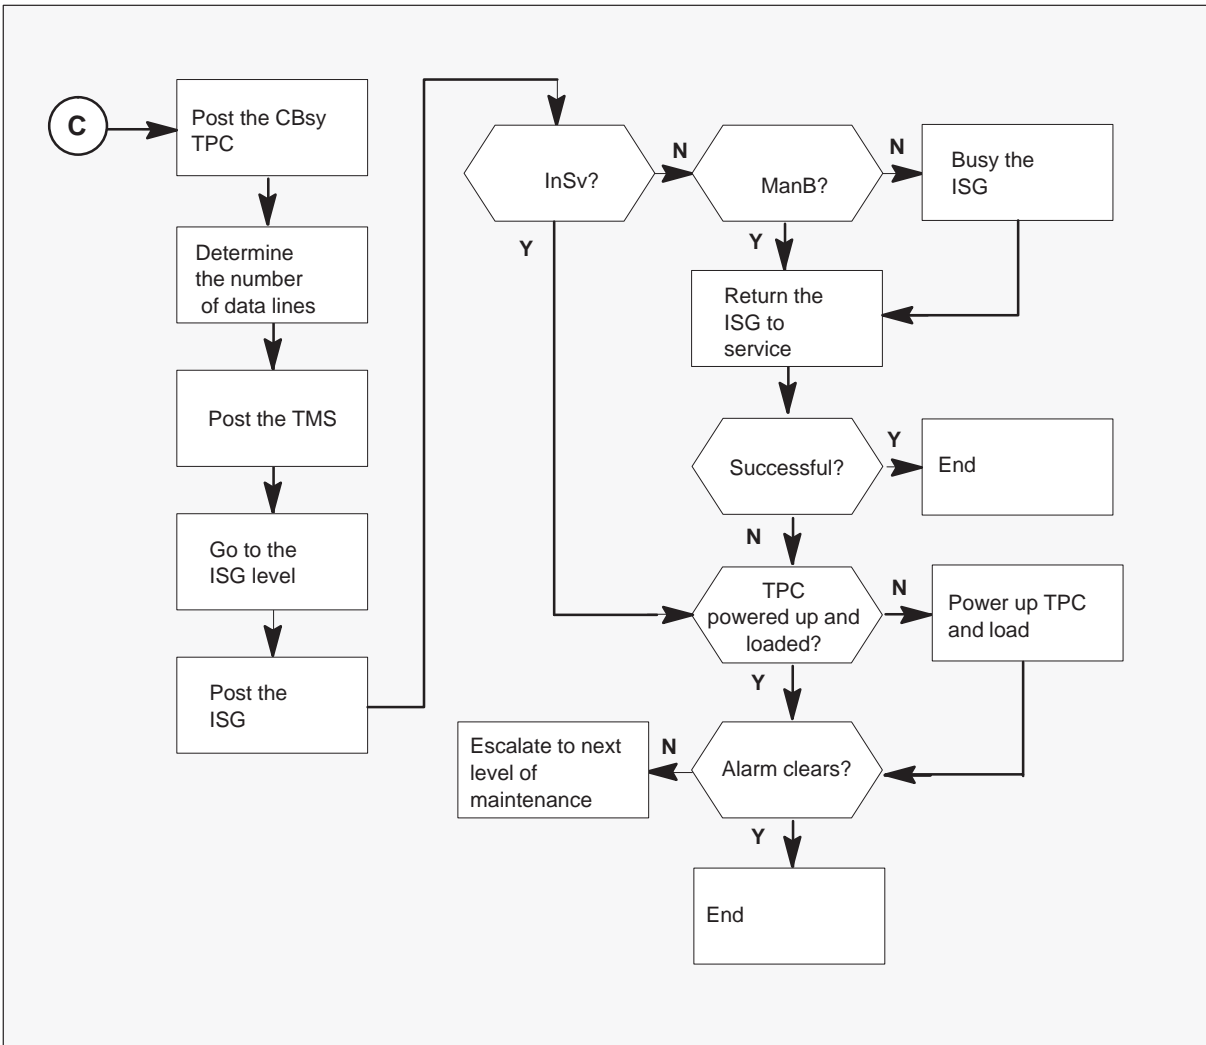 C
Post the CBsy
TPC
Determine
the number
of data lines
Post the TMS
Go to the
ISG level
Post the
ISG
InSv?
N
Y
ManB?
N
Y
Busy the
ISG
Return the
ISG to
service
Successful?
Y
N
End
TPC
powered up and
loaded?
N
Y
Power up TPC
and load
Alarm clears?
N
Y
Escalate to next
level of
maintenance
End